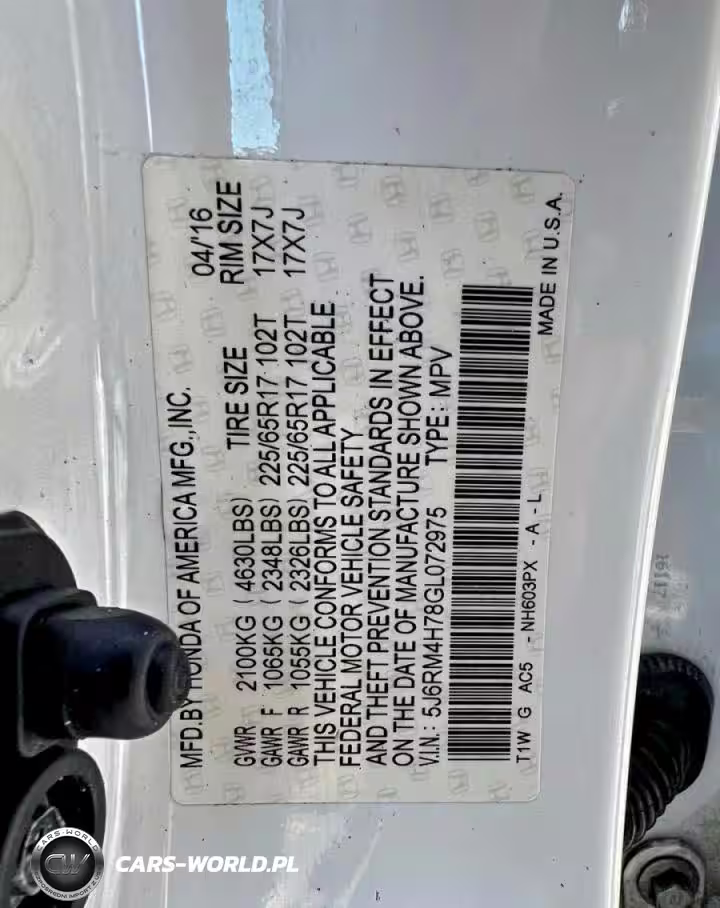 MFD.BY HONDA OF AMERICA MFG.,INC. 04/'16
GVWR 2100KG ( 4630LBS) TIRE SIZE RIM SIZE
GAWR F 1065KG ( 2348LBS) 225/65R17 102T 17X7J
GAWR R 1055KG ( 2326LBS) 225/65R17 102T 17X7J
THIS VEHICLE CONFORMS TO ALL APPLICABLE
FEDERAL MOTOR VEHICLE SAFETY
AND THEFT PREVENTION STANDARDS IN EFFECT
ON THE DATE OF MANUFACTURE SHOWN ABOVE.
V.I.N.: 5J6RM4H78GL072975 TYPE: MPV
T1W G AC5 - NH603PX - A - L
MADE IN U.S.A.
CARS-WORLD
CW
CARS-WORLD.PL